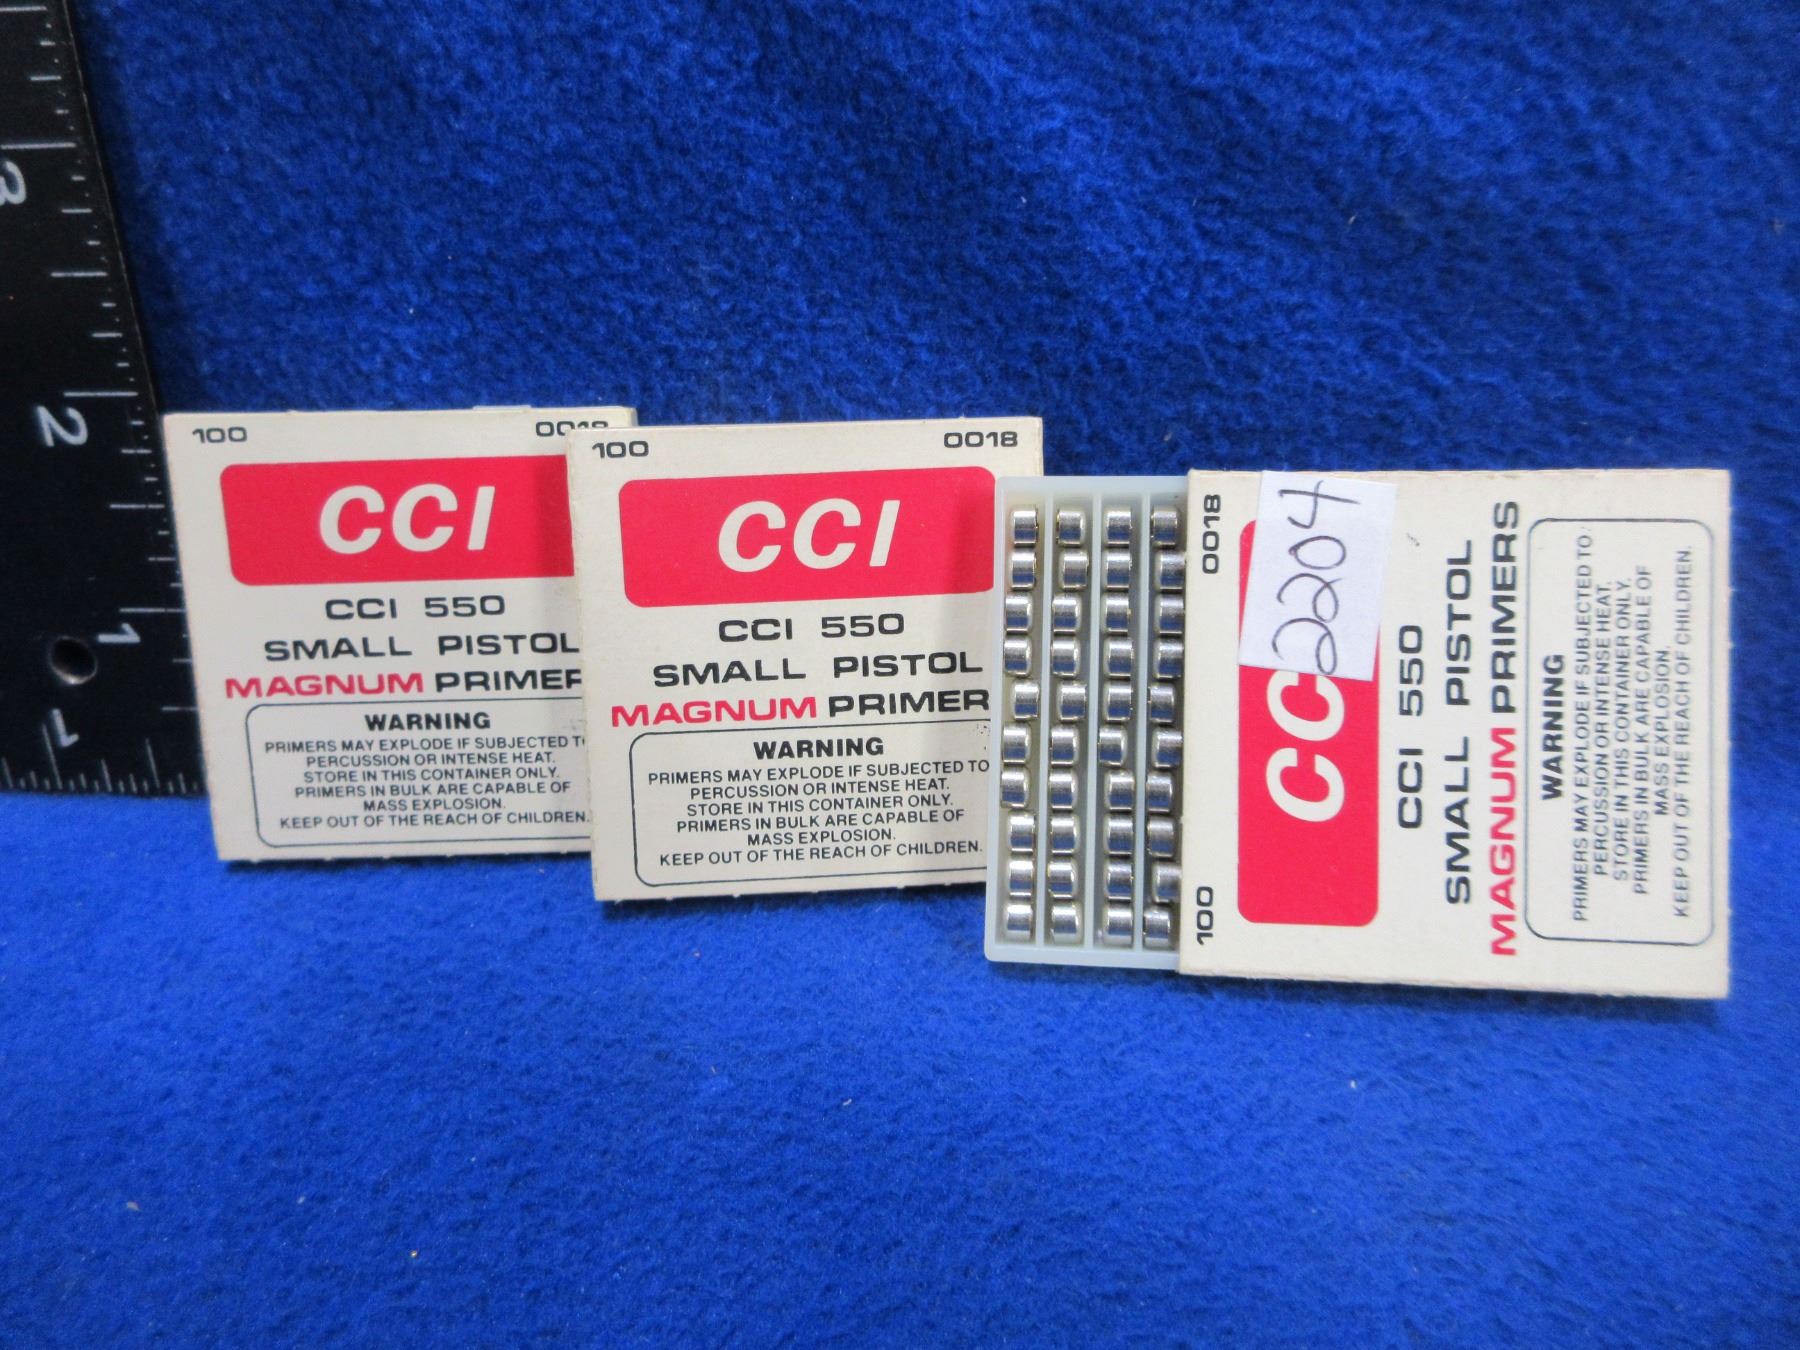 3
2
1
1
100 0018
CCI
CCI 550
SMALL PISTOL
MAGNUM PRIMER
WARNING
PRIMERS MAY EXPLODE IF SUBJECTED T
PERCUSSION OR INTENSE HEAT.
STORE IN THIS CONTAINER ONLY.
PRIMERS IN BULK ARE CAPABLE OF
MASS EXPLOSION.
KEEP OUT OF THE REACH OF CHILDREN.
100 0018
CCI
CCI 550
SMALL PISTOL
MAGNUM PRIMER
WARNING
PRIMERS MAY EXPLODE IF SUBJECTED TO
PERCUSSION OR INTENSE HEAT.
STORE IN THIS CONTAINER ONLY.
PRIMERS IN BULK ARE CAPABLE OF
MASS EXPLOSION.
KEEP OUT OF THE REACH OF CHILDREN.
100 0018
2204
CC
CCI 550
SMALL PISTOL
MAGNUM PRIMERS
WARNING
PRIMERS MAY EXPLODE IF SUBJECTED TO
PERCUSSION OR INTENSE HEAT.
STORE IN THIS CONTAINER ONLY.
PRIMERS IN BULK ARE CAPABLE OF
MASS EXPLOSION.
KEEP OUT OF THE REACH OF CHILDREN.